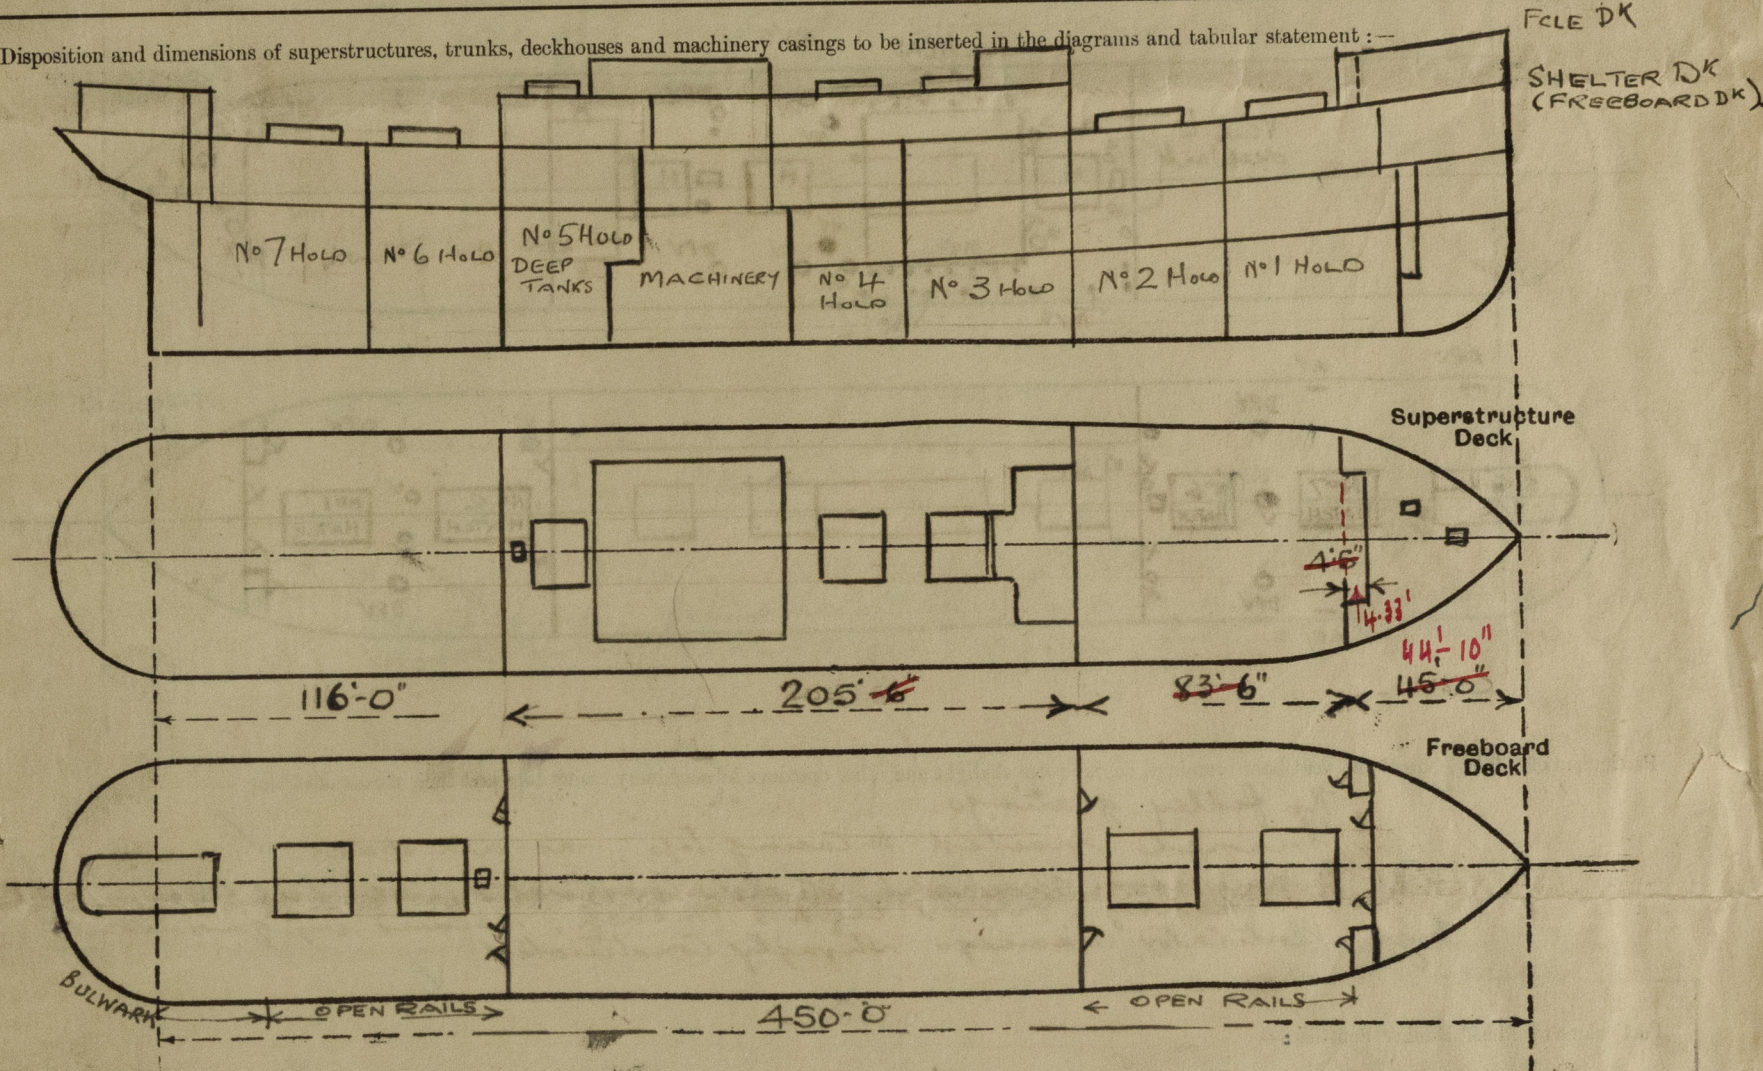 FCLE DK
Disposition and dimensions of superstructures, trunks, deckhouses and machinery casings to be inserted in the diagrams and tabular statement :—
SHELTER DK
(FREEBOARD DK)
No 7 HOLD
No 6 HOLD
No 5 HOLD
DEEP
TANKS
MACHINERY
No 4
HOLD
No 3 HOLD
No 2 HOLD
No 1 HOLD
Superstructure
Deck
4'-6"
4.33'
44'-10"
116'-0"
205'-6"
83'-6"
45'-0"
Freeboard
Deck
BULWARK
OPEN RAILS
450'-0"
OPEN RAILS